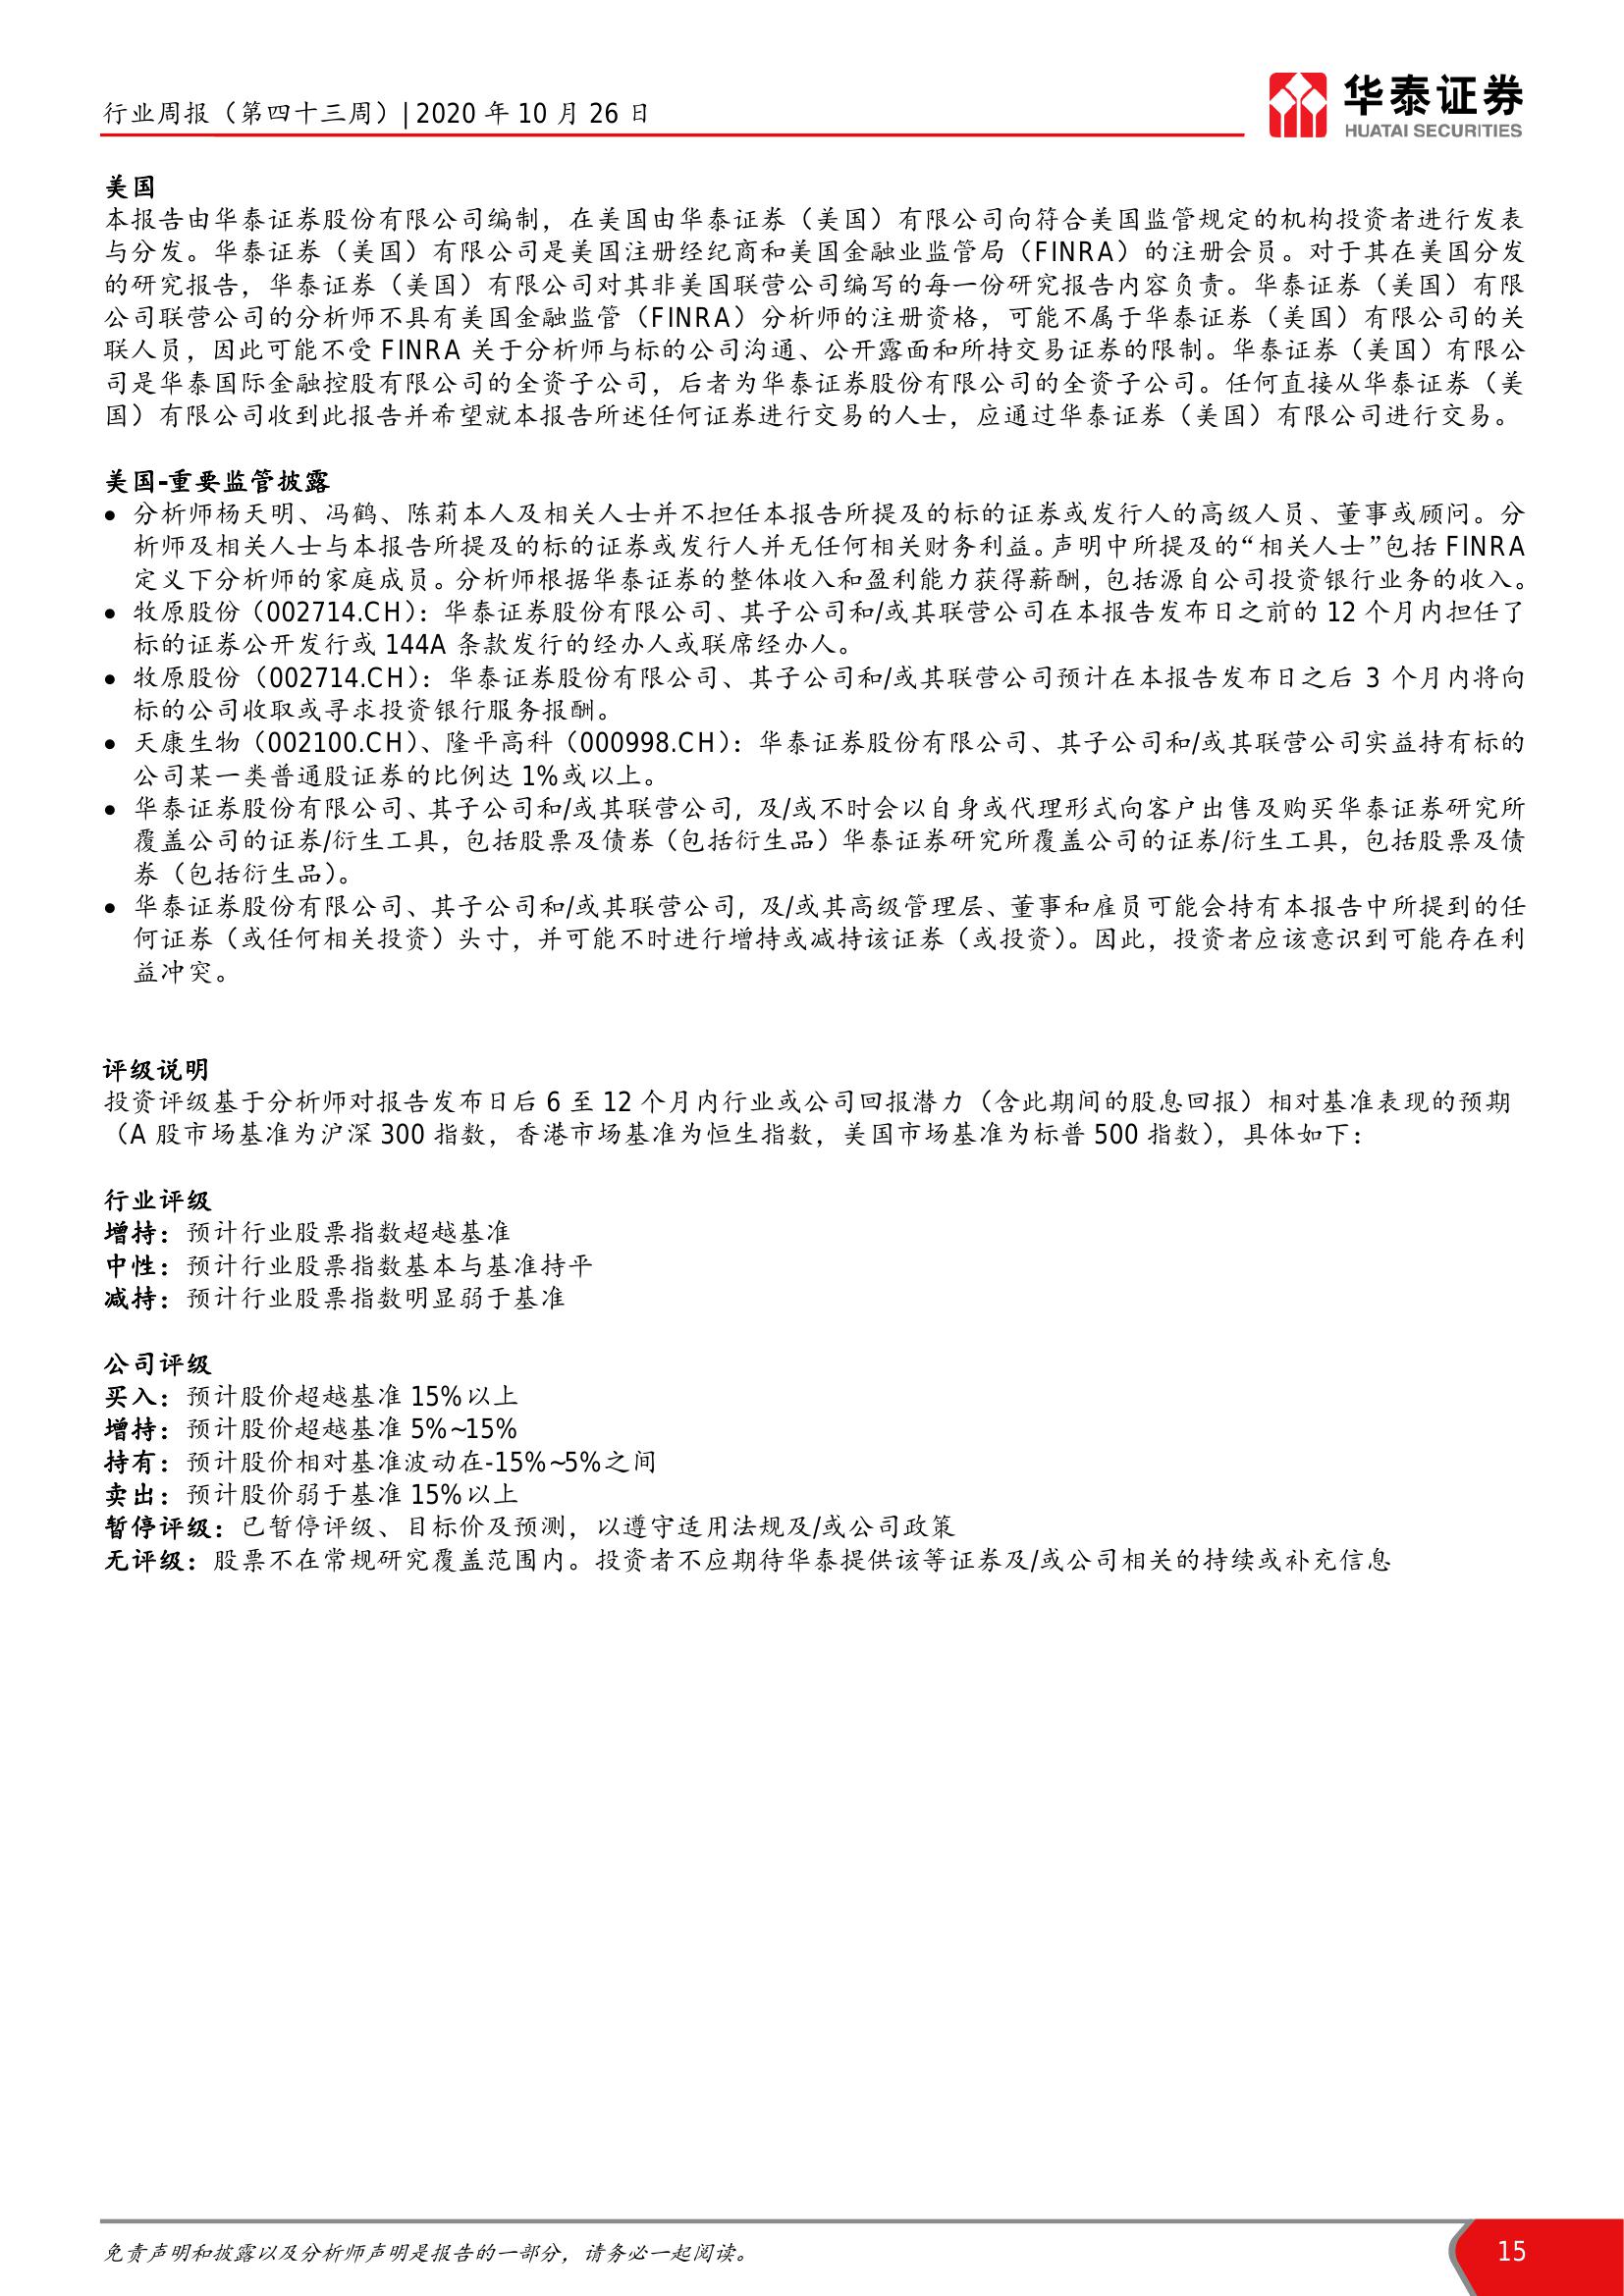 行业周报（第四十三周）| 2020 年 10 月 26 日
华泰证券
HUATAI SECURITIES
美国
本报告由华泰证券股份有限公司编制，在美国由华泰证券（美国）有限公司向符合美国监管规定的机构投资者进行发表
与分发。华泰证券（美国）有限公司是美国注册经纪商和美国金融业监管局（FINRA）的注册会员。对于其在美国分发
的研究报告，华泰证券（美国）有限公司对其非美国联营公司编写的每一份研究报告内容负责。华泰证券（美国）有限
公司联营公司的分析师不具有美国金融监管（FINRA）分析师的注册资格，可能不属于华泰证券（美国）有限公司的关
联人员，因此可能不受 FINRA 关于分析师与标的公司沟通、公开露面和所持交易证券的限制。华泰证券（美国）有限公
司是华泰国际金融控股有限公司的全资子公司，后者为华泰证券股份有限公司的全资子公司。任何直接从华泰证券（美
国）有限公司收到此报告并希望就本报告所述任何证券进行交易的人士，应通过华泰证券（美国）有限公司进行交易。
美国-重要监管披露
● 分析师杨天明、冯鹤、陈莉本人及相关人士并不担任本报告所提及的标的证券或发行人的高级人员、董事或顾问。分
析师及相关人士与本报告所提及的标的证券或发行人并无任何相关财务利益。声明中所提及的“相关人士”包括 FINRA
定义下分析师的家庭成员。分析师根据华泰证券的整体收入和盈利能力获得薪酬，包括源自公司投资银行业务的收入。
● 牧原股份（002714.CH）：华泰证券股份有限公司、其子公司和/或其联营公司在本报告发布日之前的 12 个月内担任了
标的证券公开发行或 144A 条款发行的经办人或联席经办人。
● 牧原股份（002714.CH）：华泰证券股份有限公司、其子公司和/或其联营公司预计在本报告发布日之后 3 个月内将向
标的公司收取或寻求投资银行服务报酬。
● 天康生物（002100.CH）、隆平高科（000998.CH）：华泰证券股份有限公司、其子公司和/或其联营公司实益持有标的
公司某一类普通股证券的比例达 1%或以上。
● 华泰证券股份有限公司、其子公司和/或其联营公司, 及/或不时会以自身或代理形式向客户出售及购买华泰证券研究所
覆盖公司的证券/衍生工具，包括股票及债券（包括衍生品）华泰证券研究所覆盖公司的证券/衍生工具，包括股票及债
券（包括衍生品）。
● 华泰证券股份有限公司、其子公司和/或其联营公司, 及/或其高级管理层、董事和雇员可能会持有本报告中所提到的任
何证券（或任何相关投资）头寸，并可能不时进行增持或减持该证券（或投资）。因此，投资者应该意识到可能存在利
益冲突。
评级说明
投资评级基于分析师对报告发布日后 6 至 12 个月内行业或公司回报潜力（含此期间的股息回报）相对基准表现的预期
（A 股市场基准为沪深 300 指数，香港市场基准为恒生指数，美国市场基准为标普 500 指数），具体如下：
行业评级
增持：预计行业股票指数超越基准
中性：预计行业股票指数基本与基准持平
减持：预计行业股票指数明显弱于基准
公司评级
买入：预计股价超越基准 15%以上
增持：预计股价超越基准 5%~15%
持有：预计股价相对基准波动在-15%~5%之间
卖出：预计股价弱于基准 15%以上
暂停评级：已暂停评级、目标价及预测，以遵守适用法规及/或公司政策
无评级：股票不在常规研究覆盖范围内。投资者不应期待华泰提供该等证券及/或公司相关的持续或补充信息
免责声明和披露以及分析师声明是报告的一部分，请务必一起阅读。
15